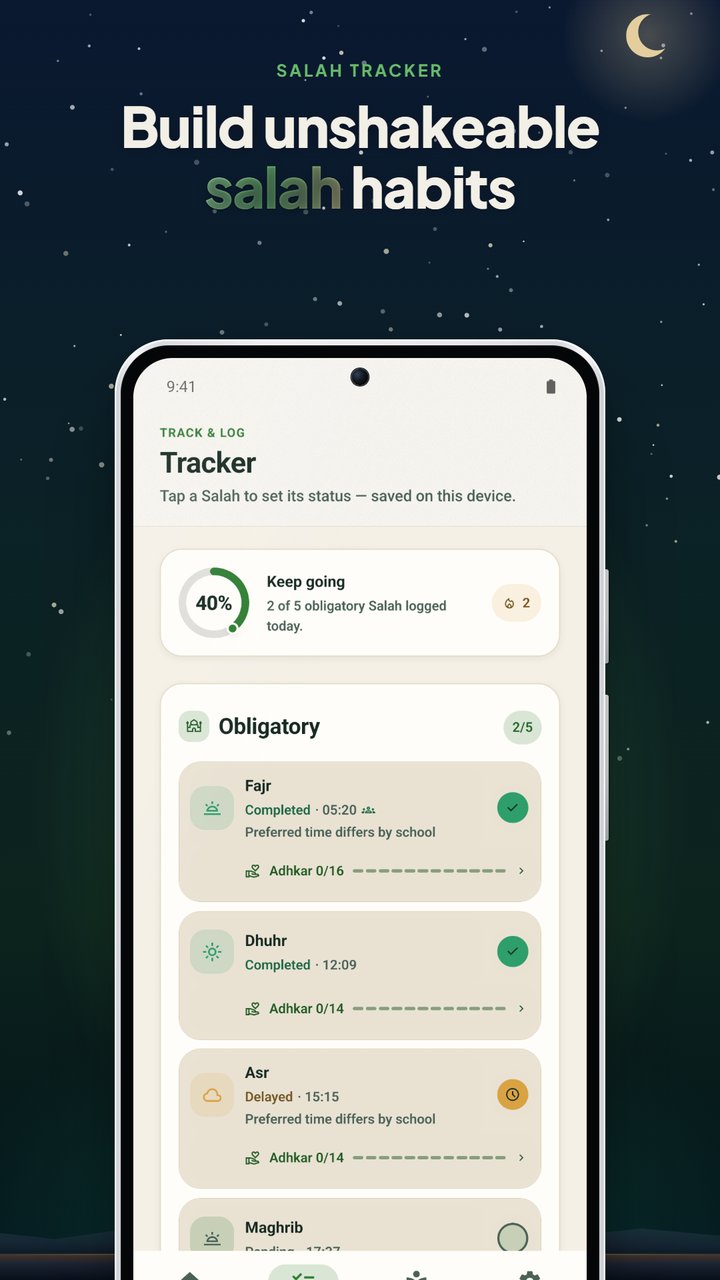 SALAH TRACKER
Build unshakeable
salah habits
9:41
TRACK & LOG
Tracker
Tap a Salah to set its status — saved on this device.
40%
Keep going
2 of 5 obligatory Salah logged
today.
2
Obligatory
2/5
Fajr
Completed · 05:20
Preferred time differs by school
Adhkar 0/16
Dhuhr
Completed · 12:09
Adhkar 0/14
Asr
Delayed · 15:15
Preferred time differs by school
Adhkar 0/14
Maghrib
Pending · 17:37